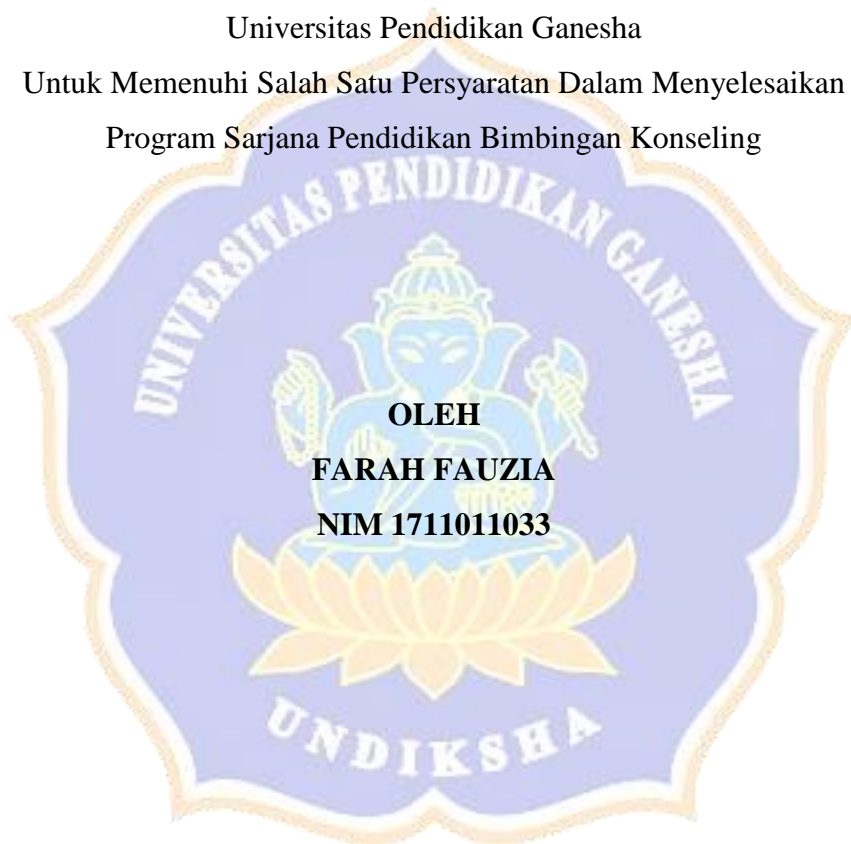 Universitas Pendidikan Ganesha
Untuk Memenuhi Salah Satu Persyaratan Dalam Menyelesaikan
Program Sarjana Pendidikan Bimbingan Konseling
UNIVERSITAS PENDIDIKAN GANESHA
OLEH
FARAH FAUZIA
NIM 1711011033
UNDIKSHA